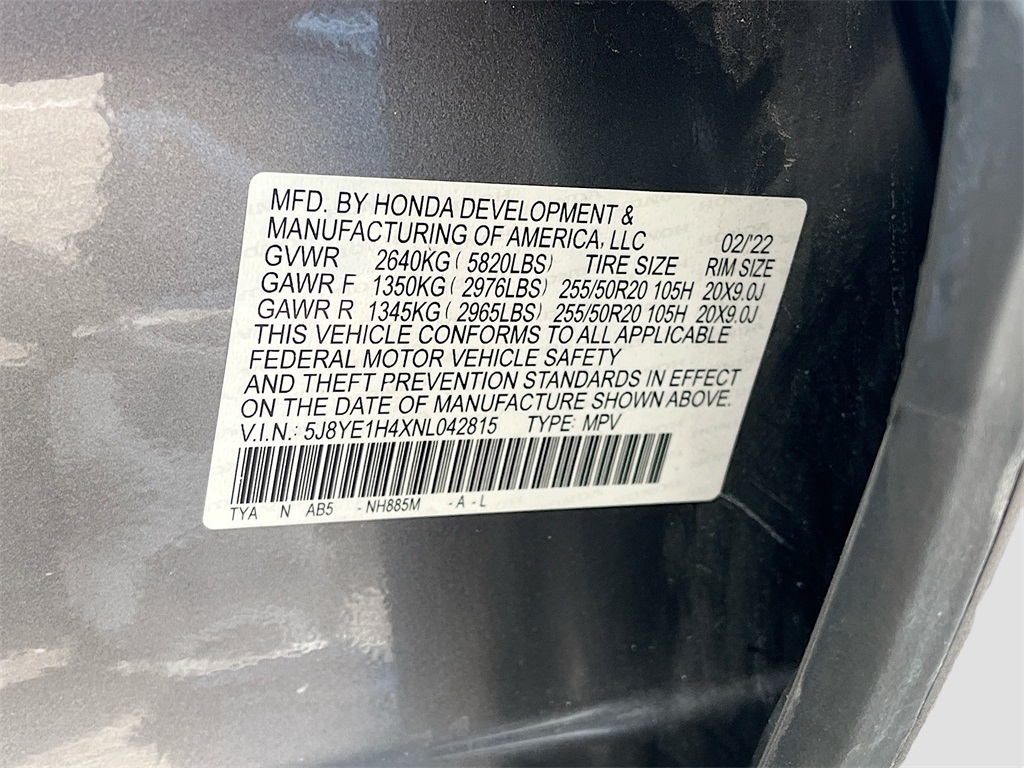 MFD. BY HONDA DEVELOPMENT &
MANUFACTURING OF AMERICA, LLC 02/'22
GVWR 2640KG ( 5820LBS) TIRE SIZE RIM SIZE
GAWR F 1350KG ( 2976LBS) 255/50R20 105H 20X9.0J
GAWR R 1345KG ( 2965LBS) 255/50R20 105H 20X9.0J
THIS VEHICLE CONFORMS TO ALL APPLICABLE
FEDERAL MOTOR VEHICLE SAFETY
AND THEFT PREVENTION STANDARDS IN EFFECT
ON THE DATE OF MANUFACTURE SHOWN ABOVE.
V.I.N.: 5J8YE1H4XNL042815 TYPE: MPV
TYA N AB5 -NH885M -A -L